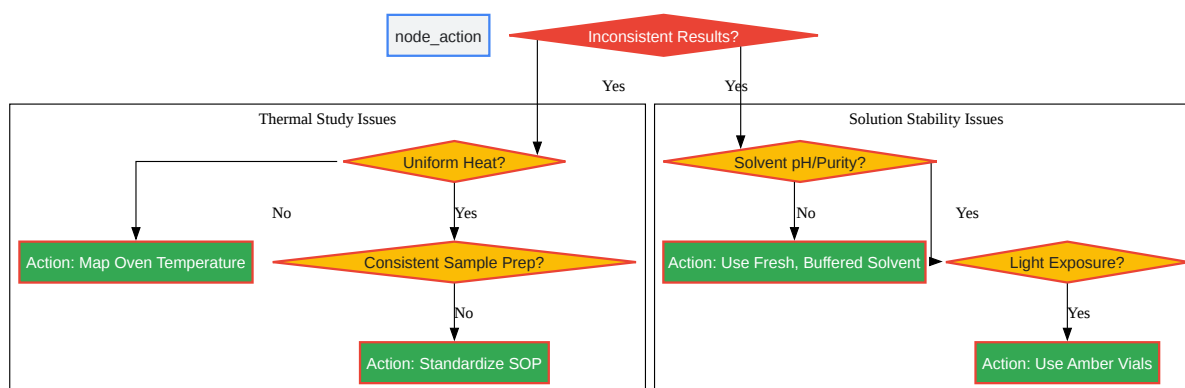 node_action
Inconsistent Results?
Yes
Yes
Thermal Study Issues
Solution Stability Issues
Uniform Heat?
Solvent pH/Purity?
No
Yes
No
Yes
Action: Map Oven Temperature
Consistent Sample Prep?
Action: Use Fresh, Buffered Solvent
Light Exposure?
No
Yes
Action: Standardize SOP
Action: Use Amber Vials